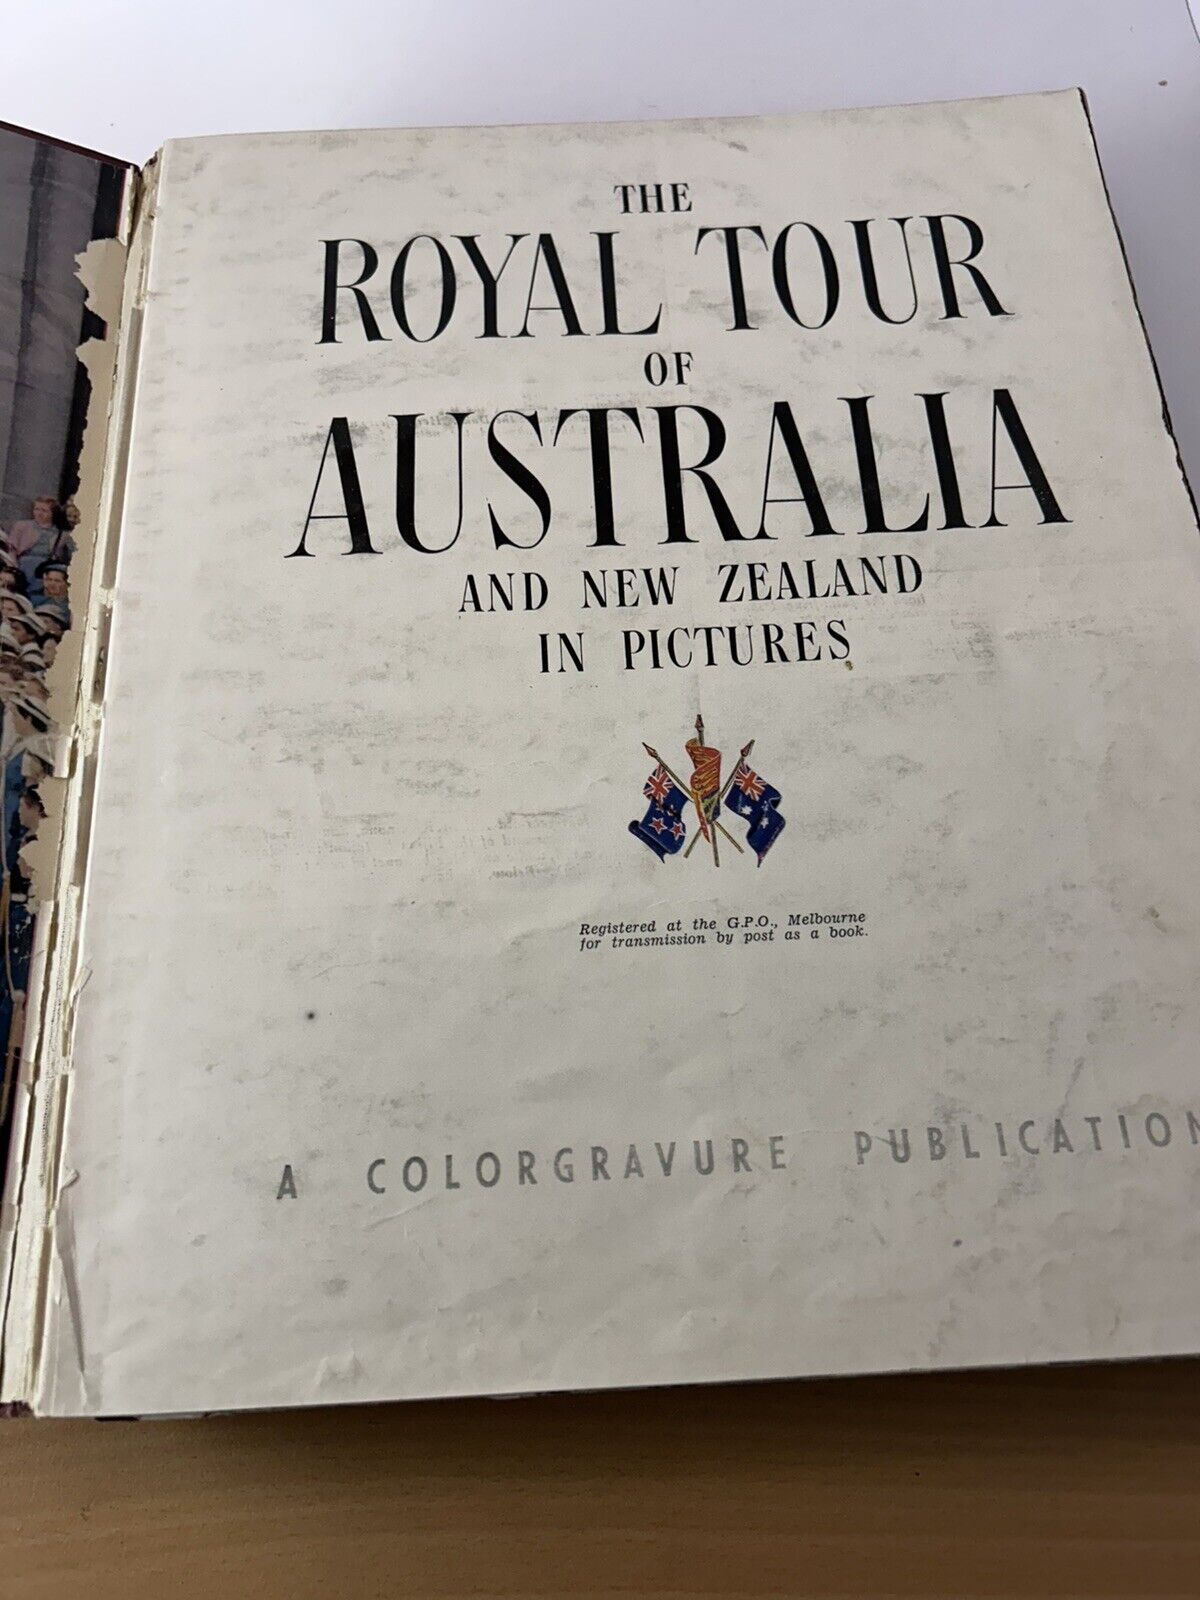 THE
ROYAL TOUR
OF
AUSTRALIA
AND NEW ZEALAND
IN PICTURES
Registered at the G.P.O., Melbourne
for transmission by post as a book.
A COLORGRAVURE PUBLICATION